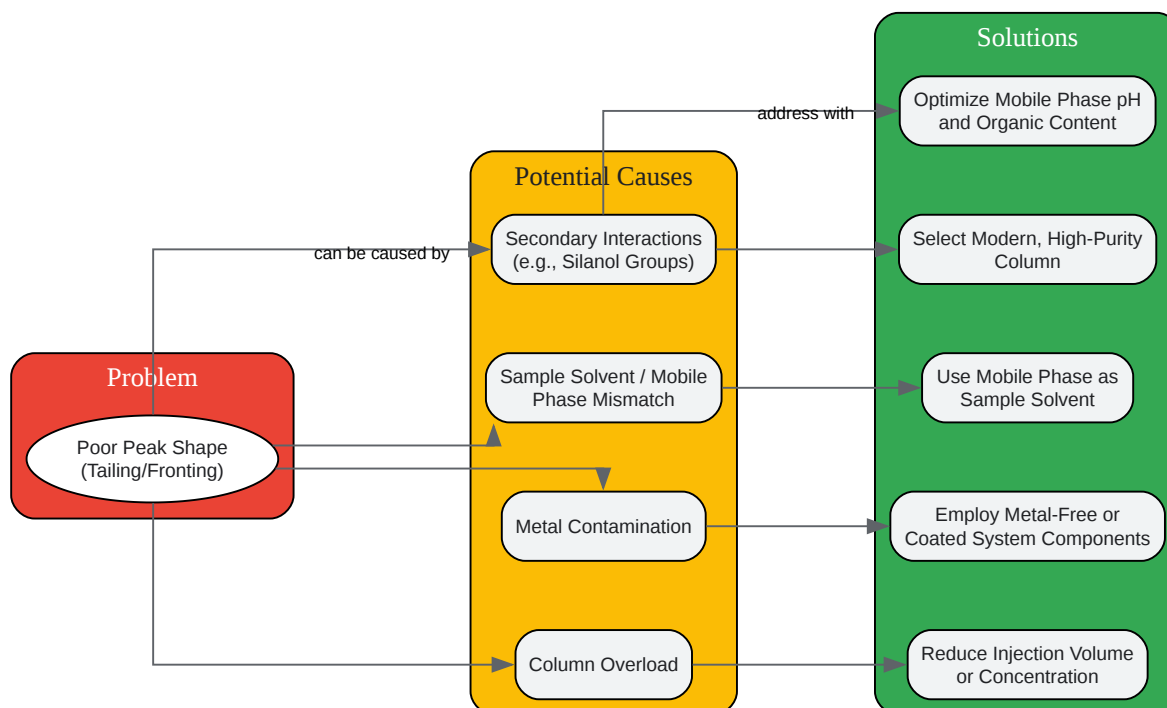 Problem
Poor Peak Shape
(Tailing/Fronting)
can be caused by
Potential Causes
Secondary Interactions
(e.g., Silanol Groups)
Sample Solvent / Mobile
Phase Mismatch
Metal Contamination
Column Overload
address with
Solutions
Optimize Mobile Phase pH
and Organic Content
Select Modern, High-Purity
Column
Use Mobile Phase as
Sample Solvent
Employ Metal-Free or
Coated System Components
Reduce Injection Volume
or Concentration